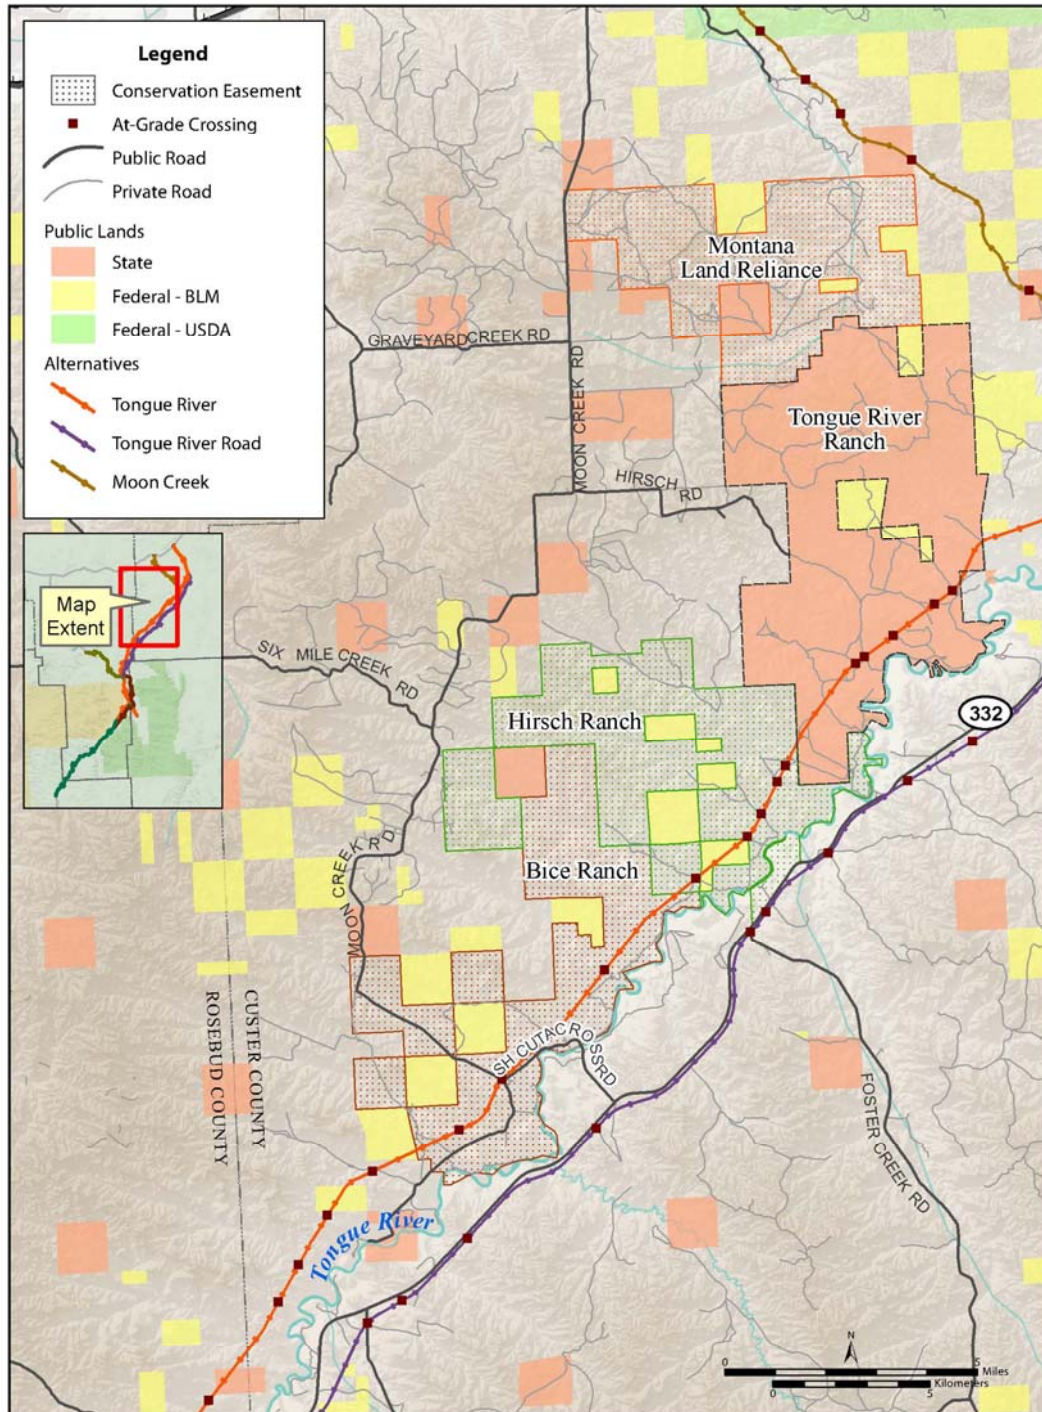 Legend
Conservation Easement
At-Grade Crossing
Public Road
Private Road
Public Lands
State
Federal - BLM
Federal - USDA
Alternatives
Tongue River
Tongue River Road
Moon Creek
Map
Extent
Montana
Land Reliance
GRAVEYARD CREEK RD
MOON CREEK RD
Tongue River
Ranch
HIRSCH RD
SIX MILE CREEK RD
332
Hirsch Ranch
MOON CREEK RD
Bice Ranch
CUSTER COUNTY
ROSEBUD COUNTY
SH CUTACROSS RD
FOSTER CREEK RD
Tongue River
N
0 5 Miles
0 5 Kilometers